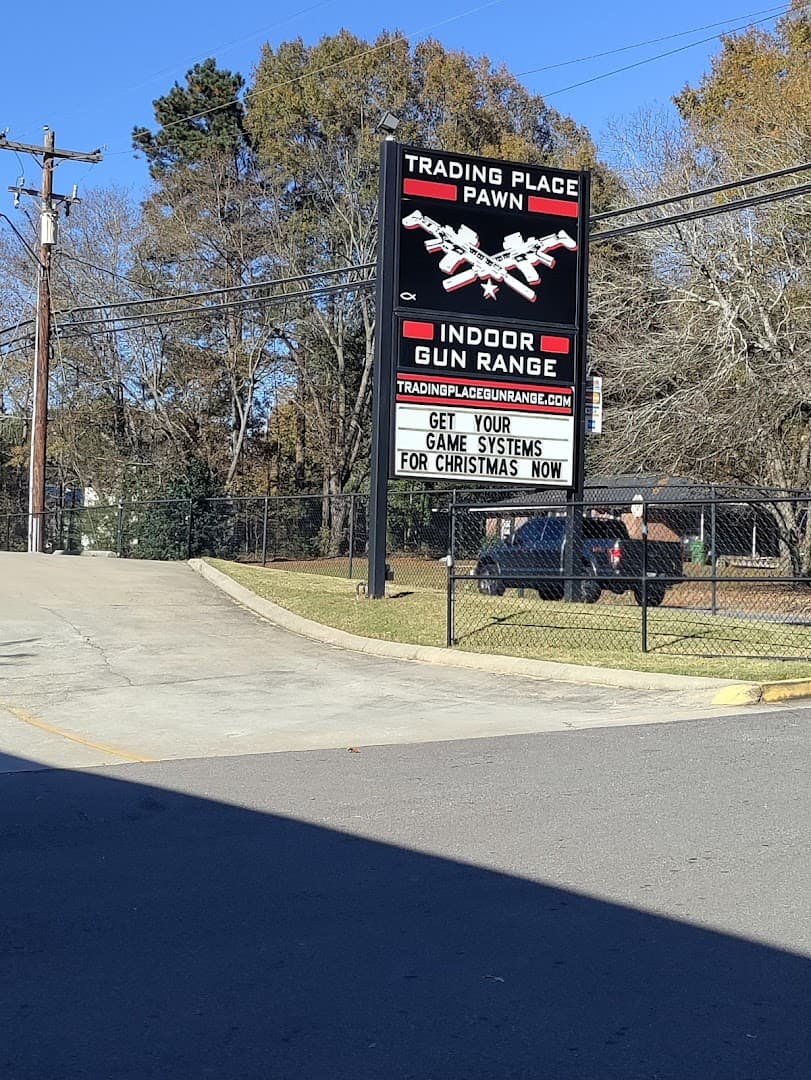 TRADING PLACE
PAWN
INDOOR
GUN RANGE
TRADINGPLACEGUNRANGE.COM
GET YOUR
GAME SYSTEMS
FOR CHRISTMAS NOW